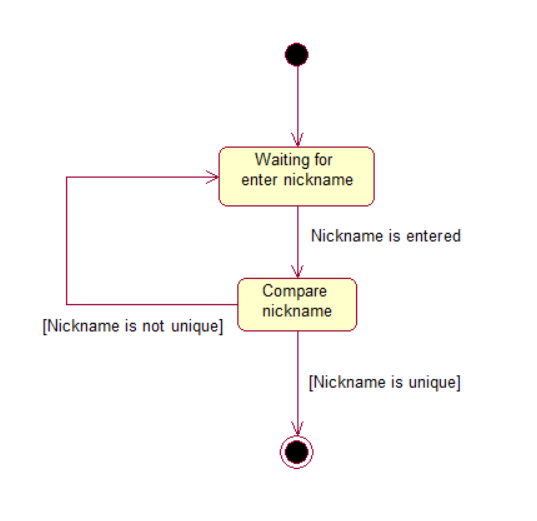 Waiting for
enter nickname
Nickname is entered
Compare
nickname
[Nickname is not unique]
[Nickname is unique]